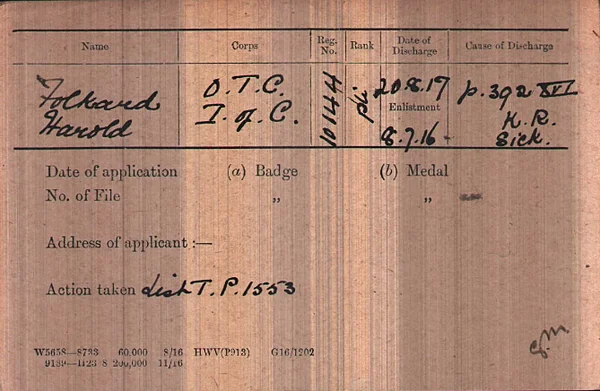 Name Corps Reg. No. Rank Date of Discharge Cause of Discharge
Folkard O.T.C. 10144 Pte. 20.8.17 p.392 XVI
Harold I. of C. Enlistment K.R.
8.7.16 - Sick.
Date of application (a) Badge (b) Medal
No. of File „ „
Address of applicant :—
Action taken List T.P.1553
W5658—8733 60,000 8/16 HWV(P913) G16/1202
200,000 11/16